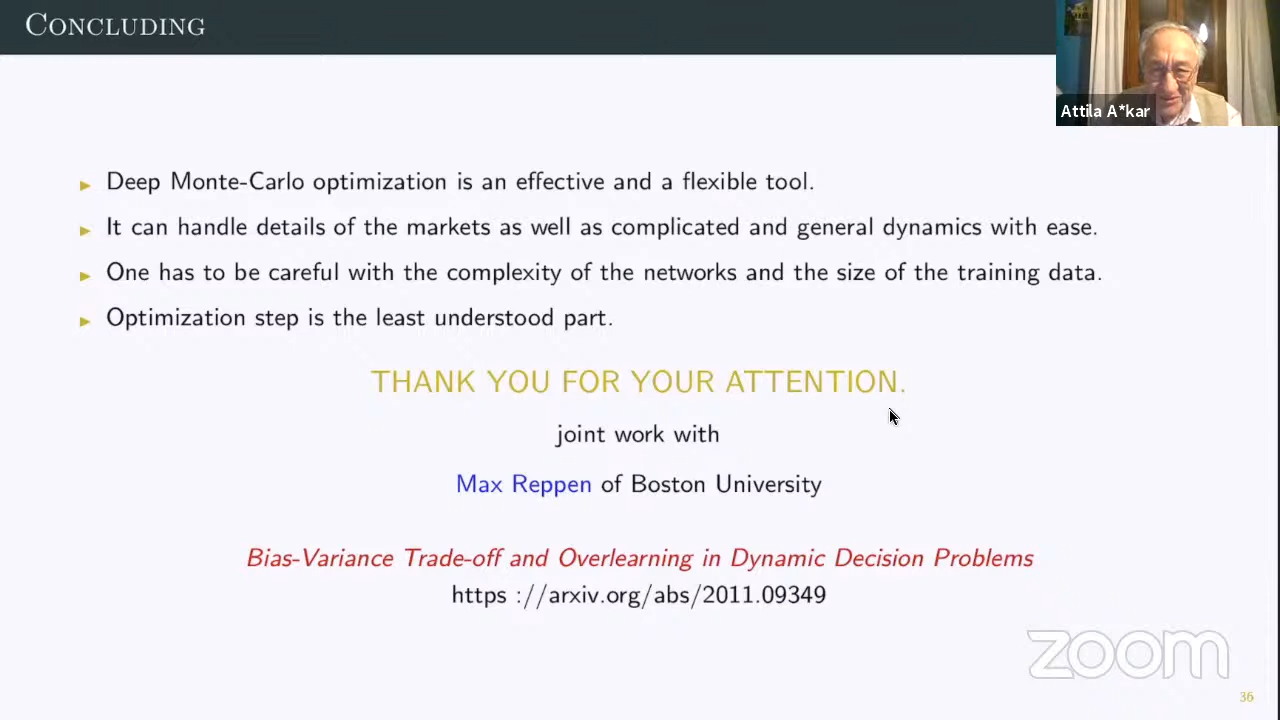 Concluding
Attila A*kar
Deep Monte-Carlo optimization is an effective and a flexible tool.
It can handle details of the markets as well as complicated and general dynamics with ease.
One has to be careful with the complexity of the networks and the size of the training data.
Optimization step is the least understood part.
THANK YOU FOR YOUR ATTENTION.
joint work with
Max Reppen of Boston University
Bias-Variance Trade-off and Overlearning in Dynamic Decision Problems
https ://arxiv.org/abs/2011.09349
zoom
36